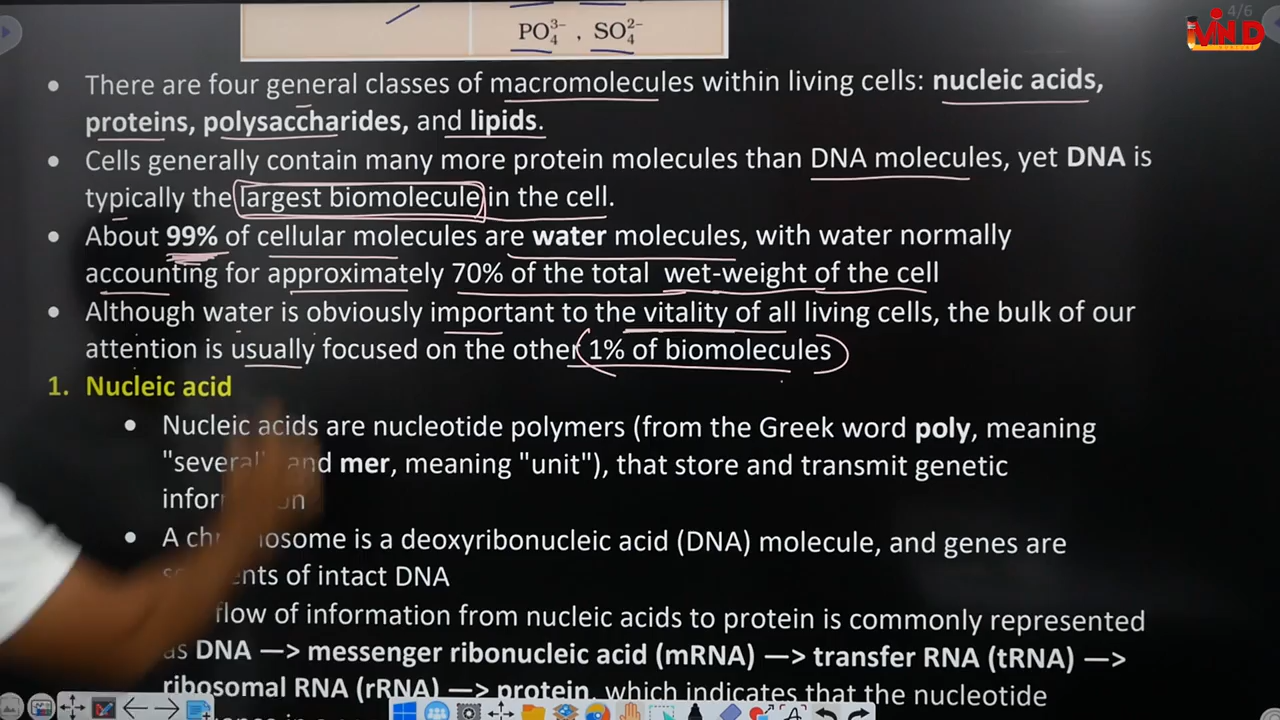 4/6
MIND
PO₄³⁻ , SO₄²⁻
• There are four general classes of macromolecules within living cells: nucleic acids,
proteins, polysaccharides, and lipids.
• Cells generally contain many more protein molecules than DNA molecules, yet DNA is
typically the largest biomolecule in the cell.
• About 99% of cellular molecules are water molecules, with water normally
accounting for approximately 70% of the total wet-weight of the cell
• Although water is obviously important to the vitality of all living cells, the bulk of our
attention is usually focused on the other 1% of biomolecules
1. Nucleic acid
• Nucleic acids are nucleotide polymers (from the Greek word poly, meaning
"several" and mer, meaning "unit"), that store and transmit genetic
• A is a deoxyribonucleic acid (DNA) molecule, and genes are
of intact DNA
flow of information from nucleic acids to protein is commonly represented
as DNA —> messenger ribonucleic acid (mRNA) —> transfer RNA (tRNA) —>
ribosomal RNA (rRNA) —> protein, which indicates that the nucleotide